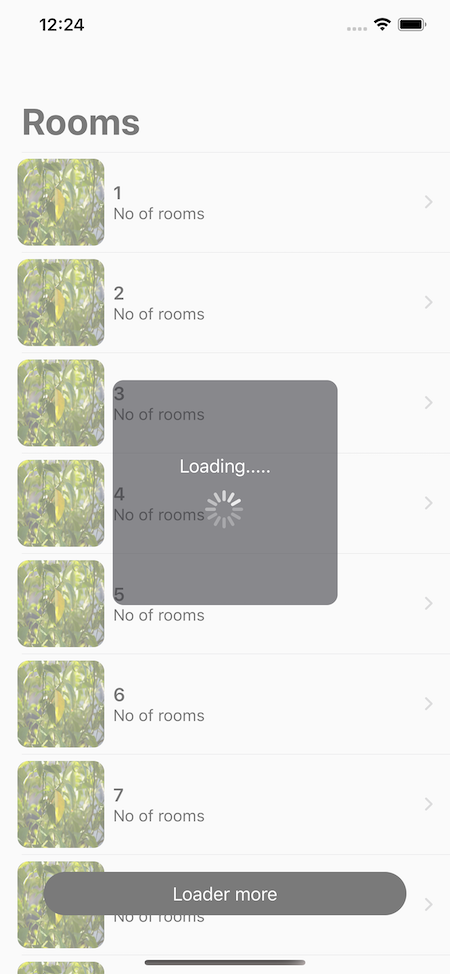 12:24
Rooms
1
No of rooms
2
No of rooms
3
No of rooms
Loading.....
4
No of rooms
5
No of rooms
6
No of rooms
7
No of rooms
Loader more
No of rooms